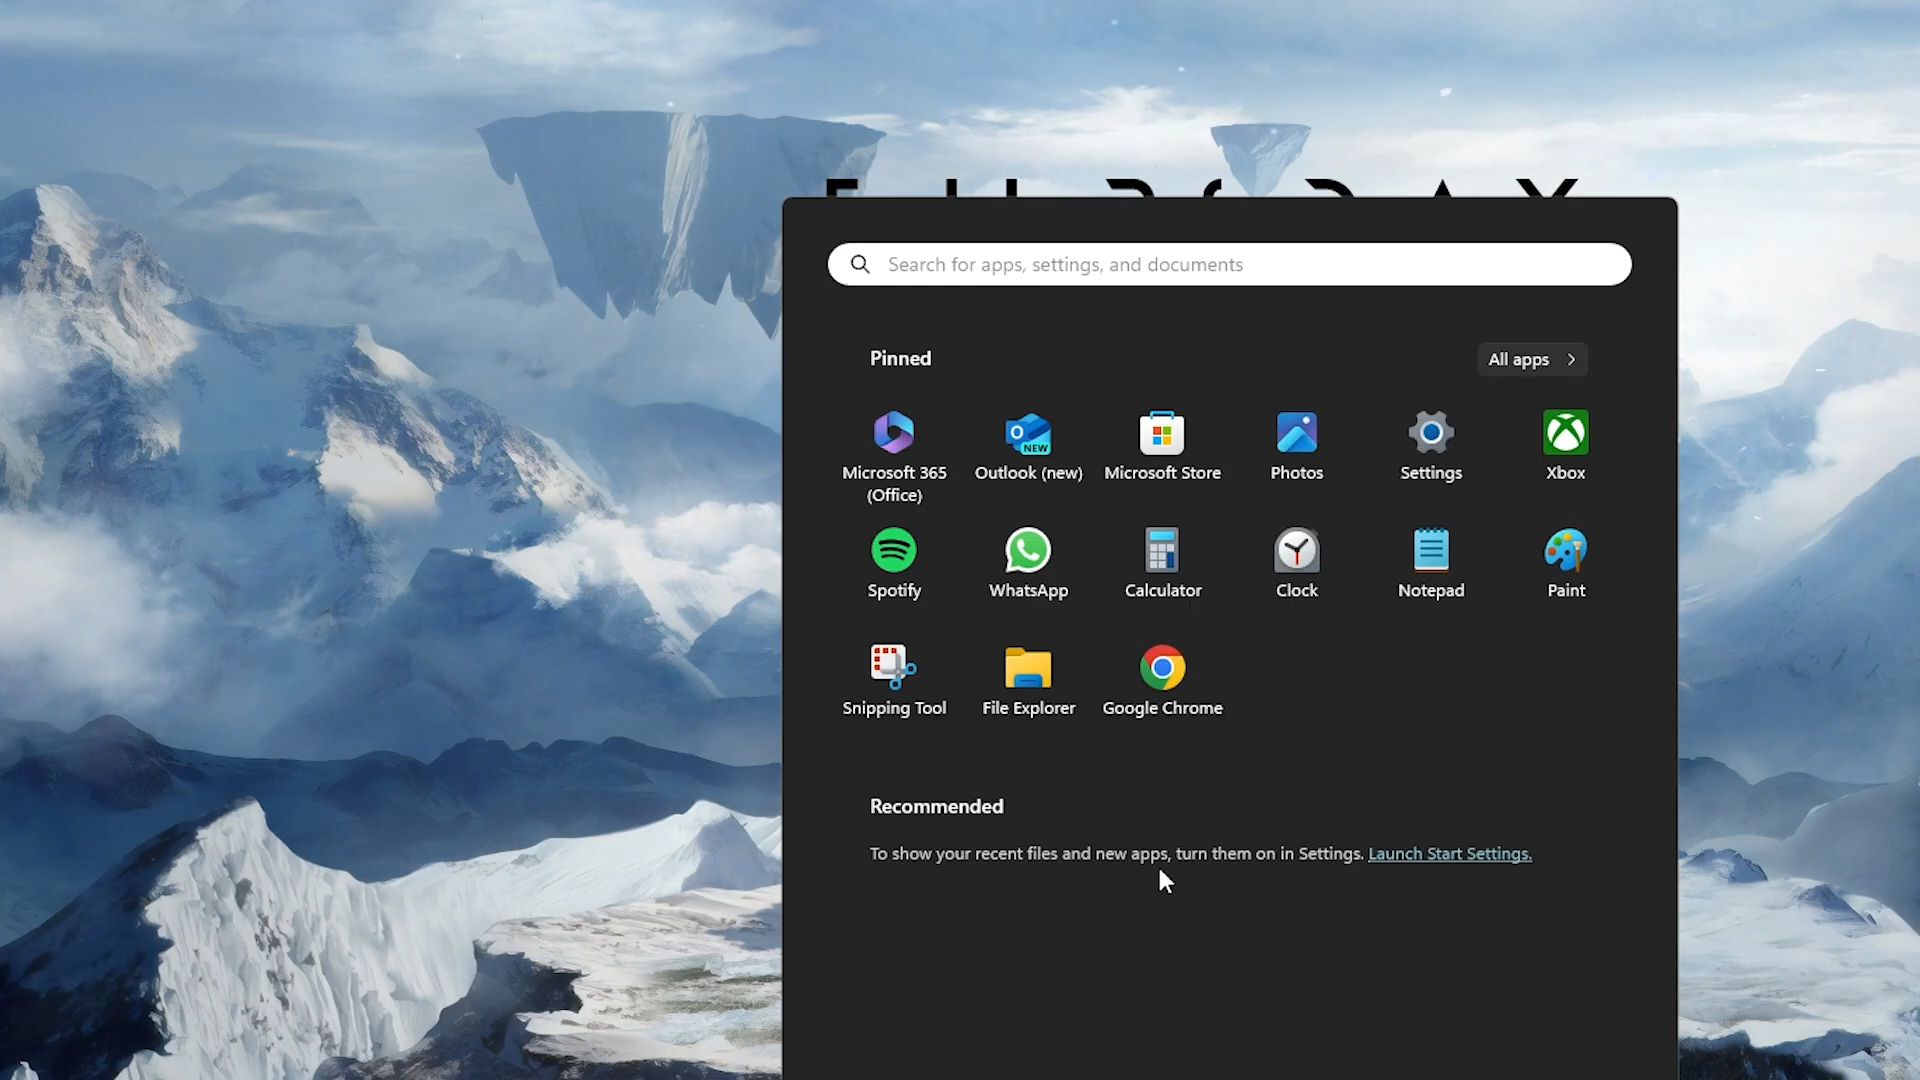 Search for apps, settings, and documents
Pinned
All apps
NEW
Microsoft 365 (Office)
Outlook (new)
Microsoft Store
Photos
Settings
Xbox
Spotify
WhatsApp
Calculator
Clock
Notepad
Paint
Snipping Tool
File Explorer
Google Chrome
Recommended
To show your recent files and new apps, turn them on in Settings. Launch Start Settings.